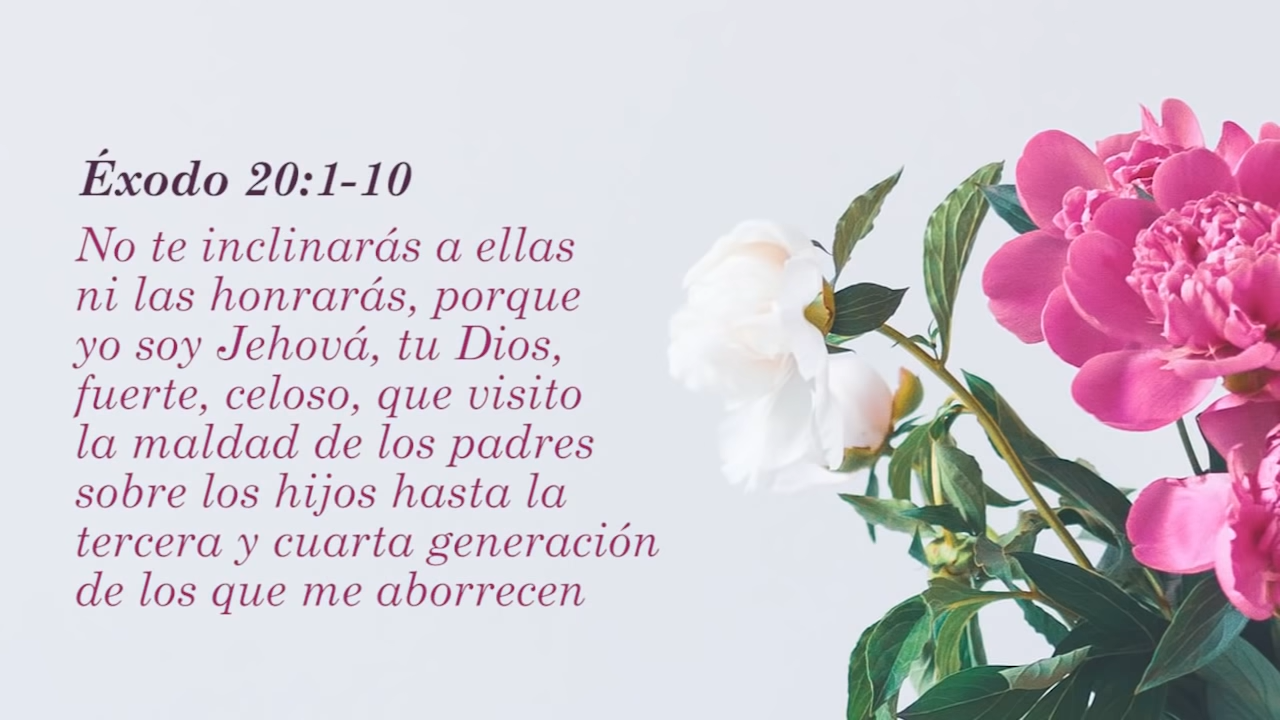 Éxodo 20:1-10
No te inclinarás a ellas
ni las honrarás, porque
yo soy Jehová, tu Dios,
fuerte, celoso, que visito
la maldad de los padres
sobre los hijos hasta la
tercera y cuarta generación
de los que me aborrecen